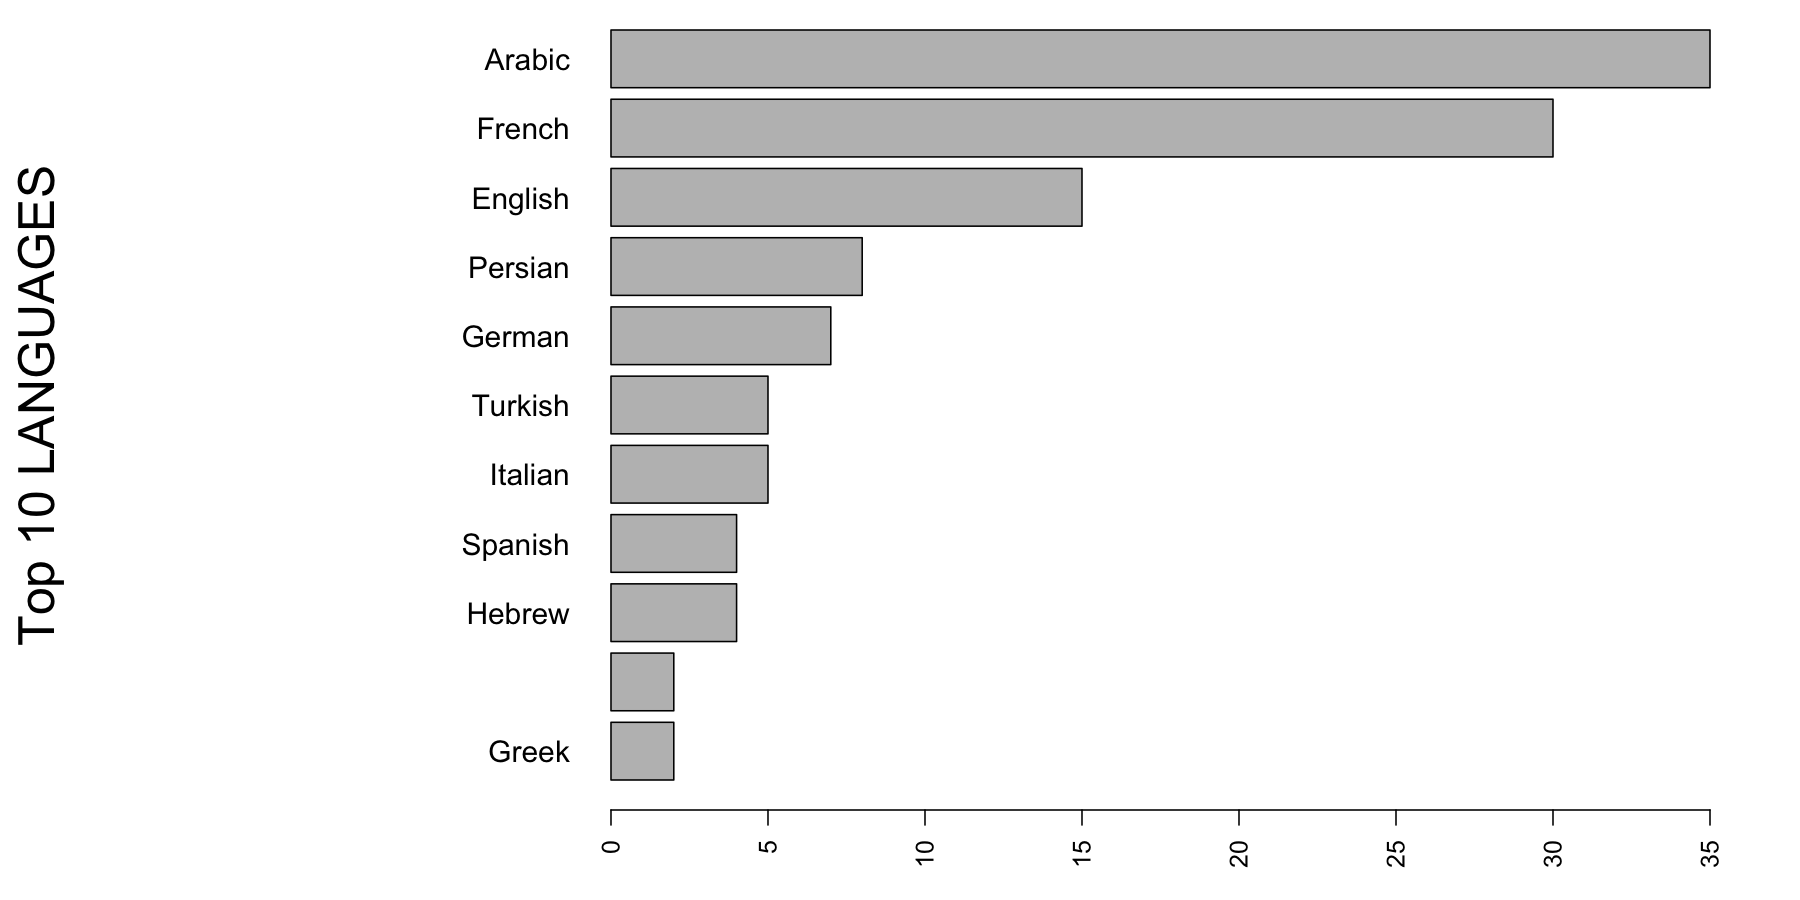 Top 10 LANGUAGES
Arabic
French
English
Persian
German
Turkish
Italian
Spanish
Hebrew
Greek
0 5 10 15 20 25 30 35